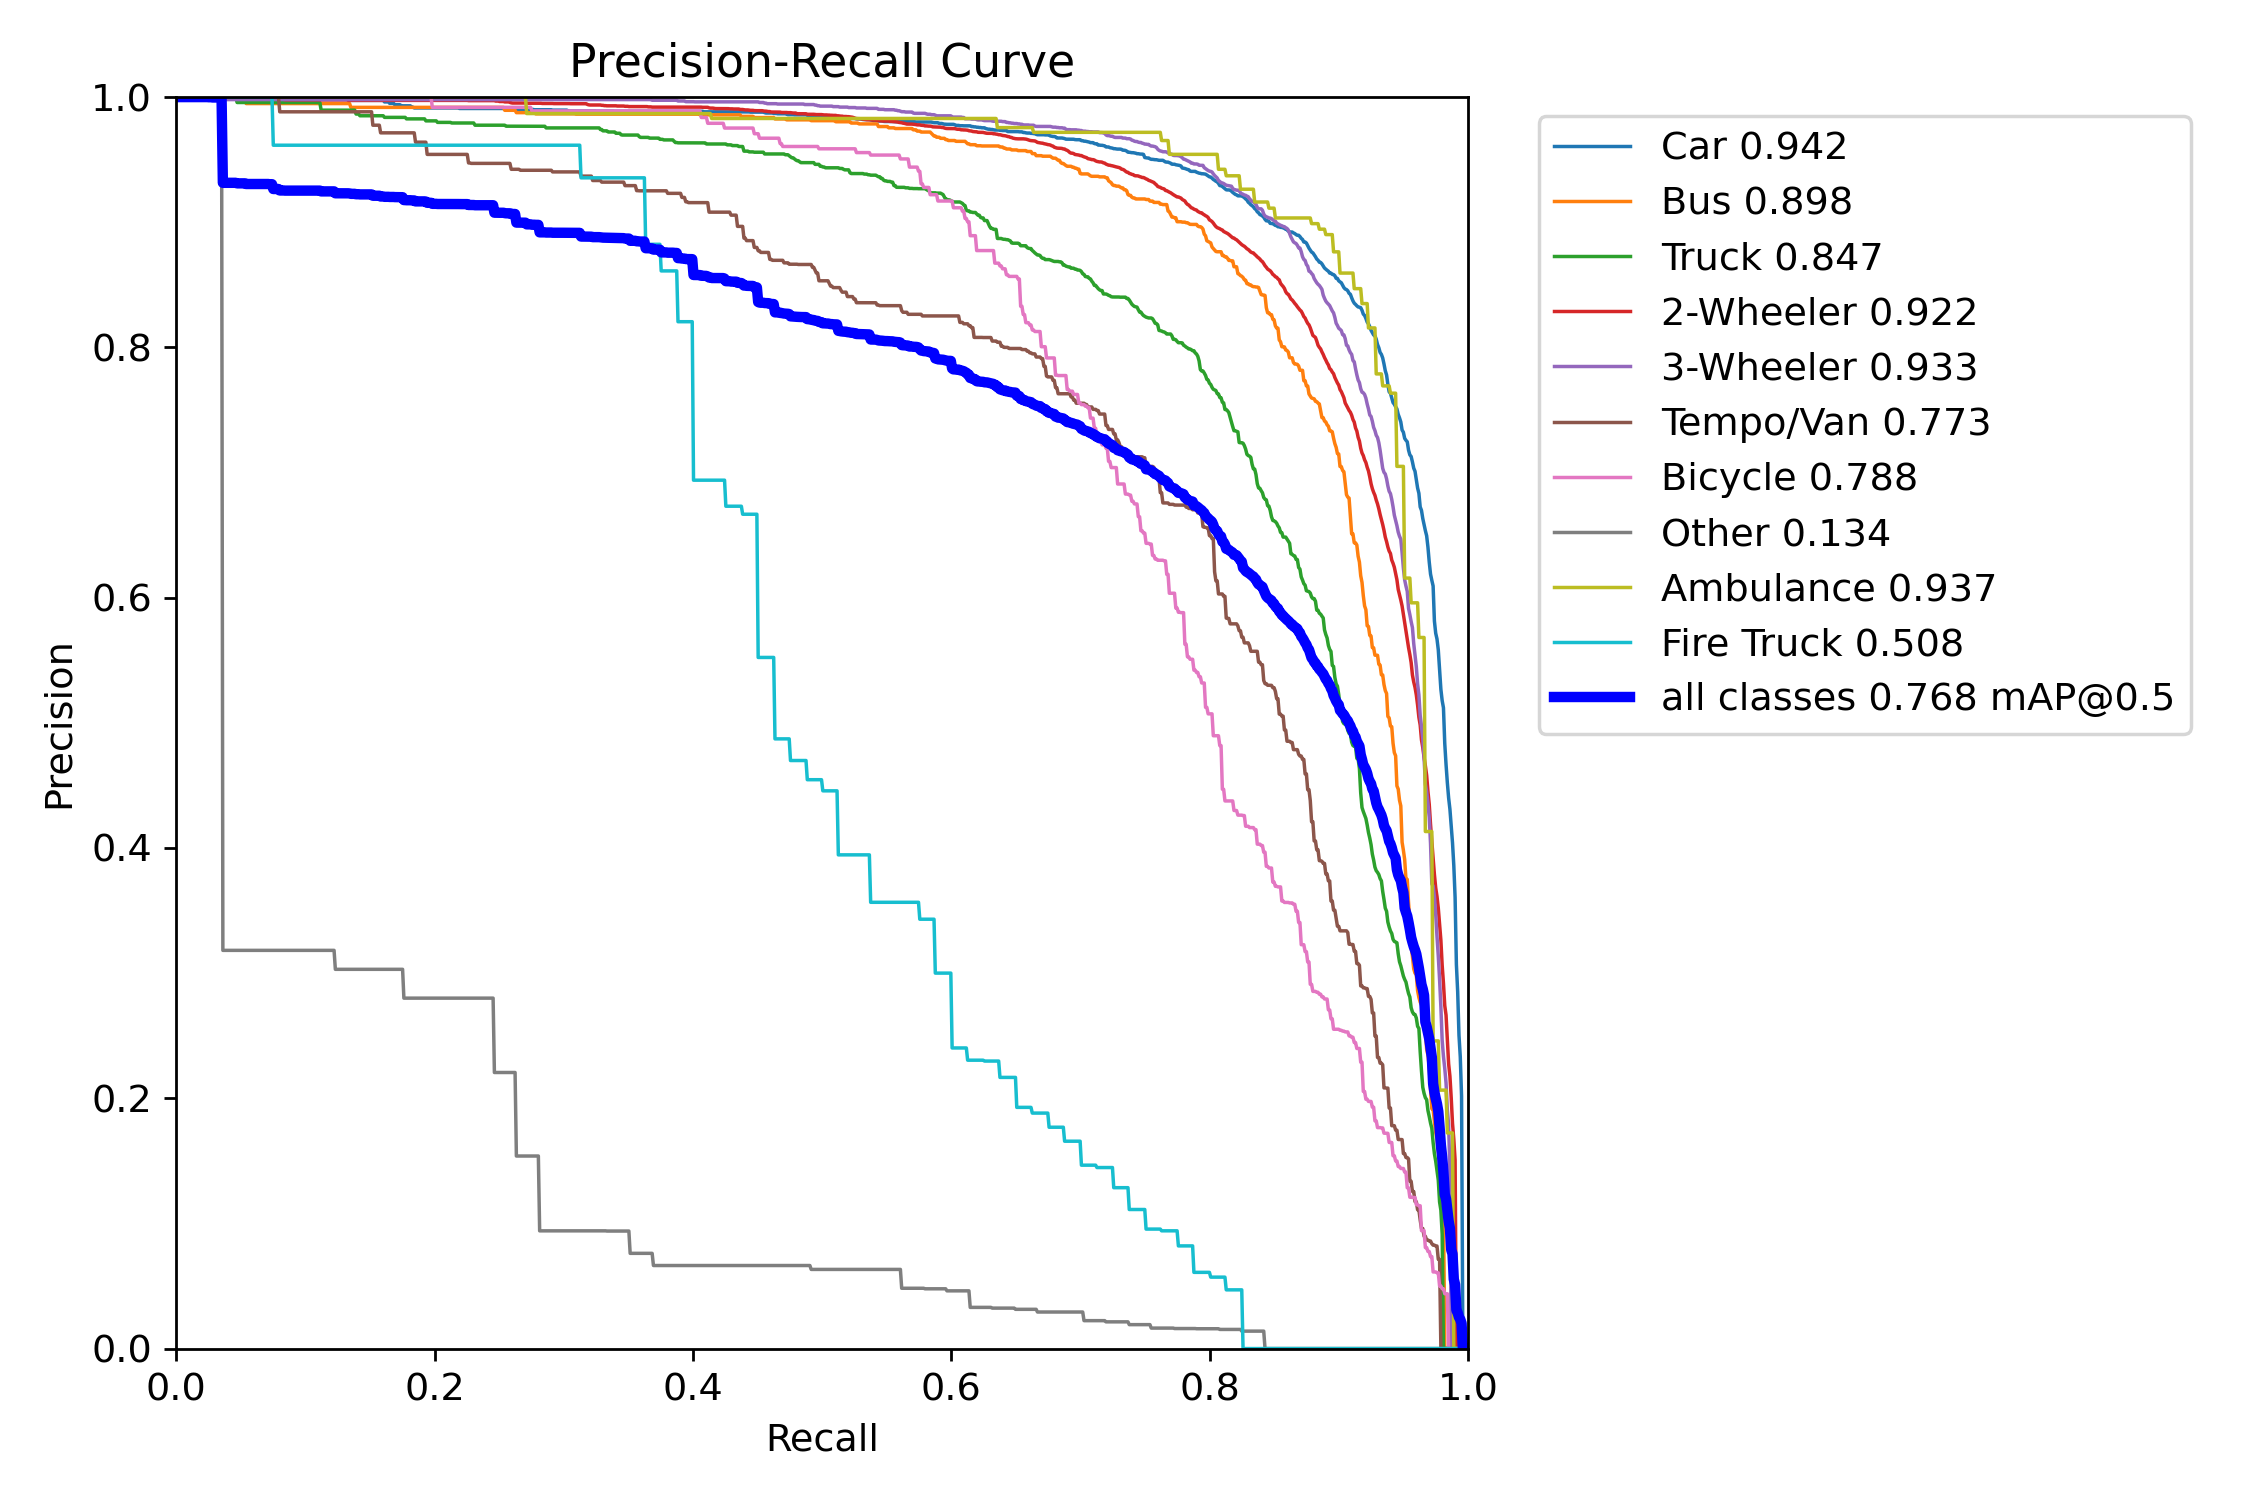 Precision-Recall Curve
1.0
0.8
0.6
0.4
0.2
0.0
Precision
0.0 0.2 0.4 0.6 0.8 1.0
Recall
Car 0.942
Bus 0.898
Truck 0.847
2-Wheeler 0.922
3-Wheeler 0.933
Tempo/Van 0.773
Bicycle 0.788
Other 0.134
Ambulance 0.937
Fire Truck 0.508
all classes 0.768 mAP@0.5